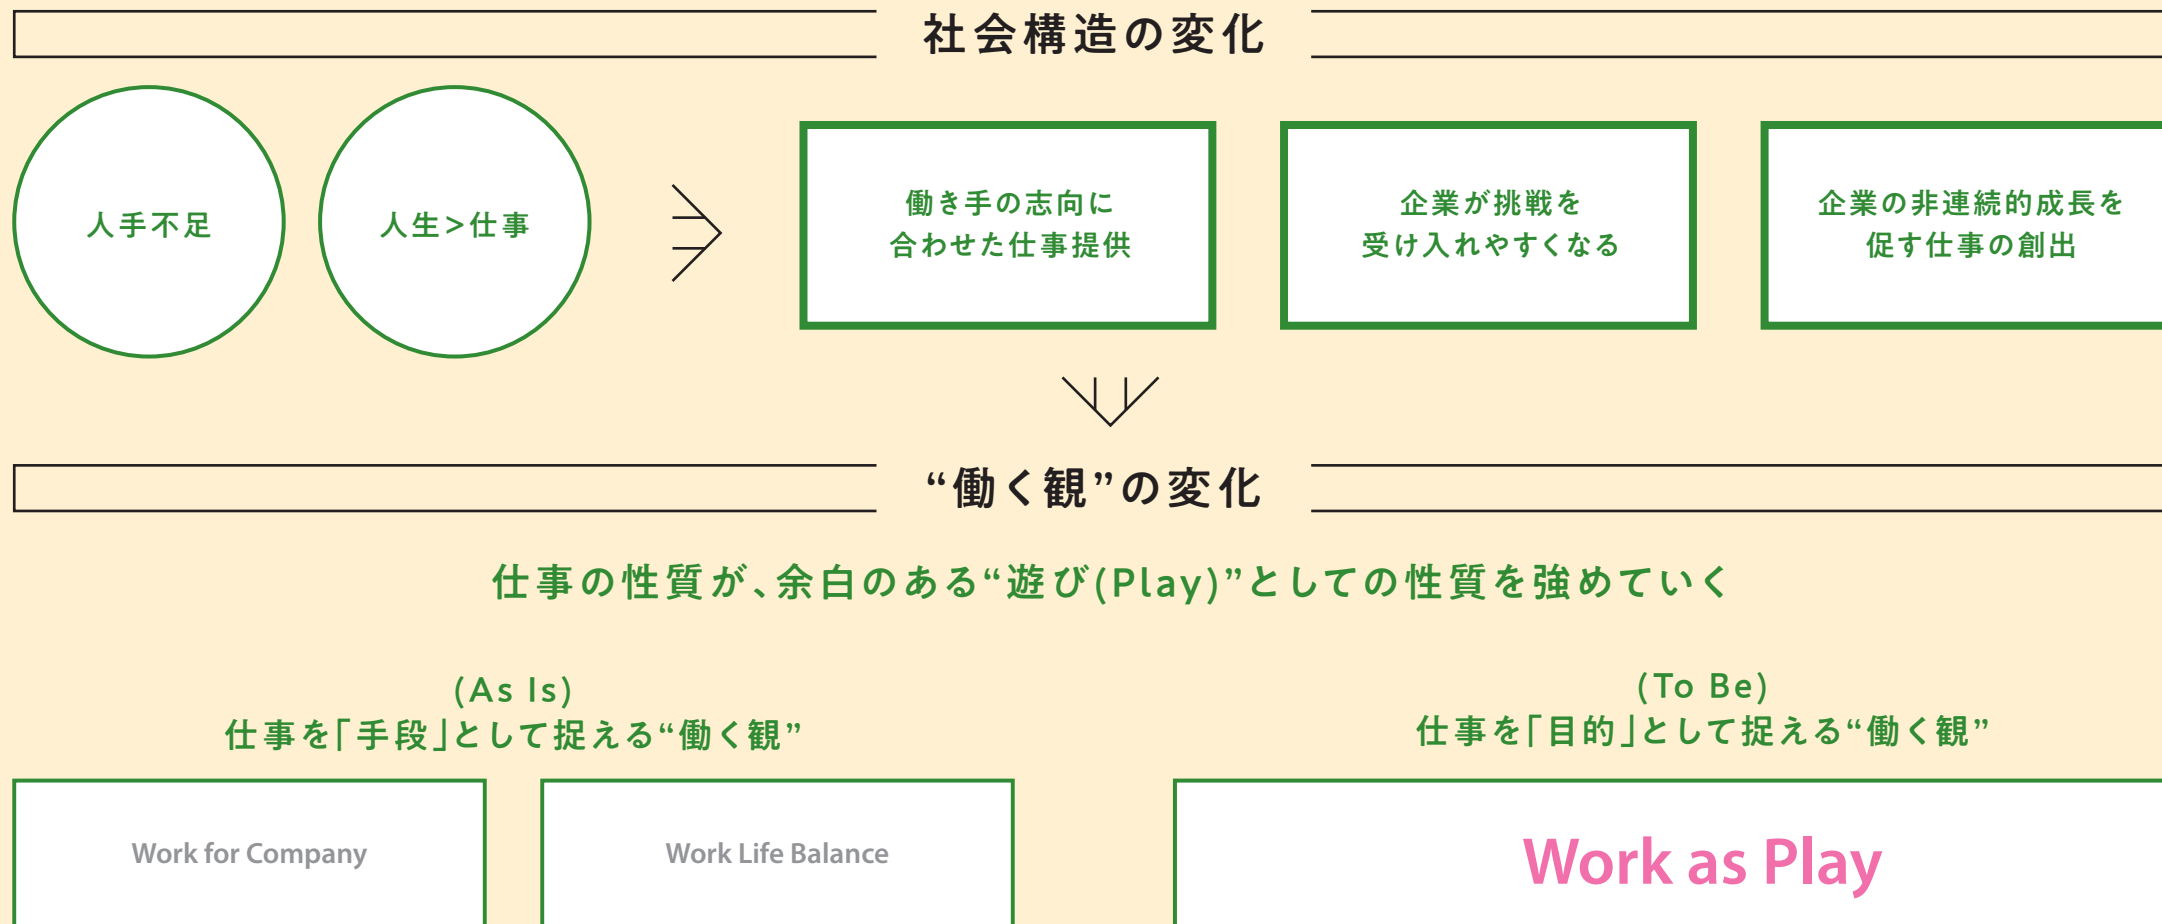 社会構造の変化
人手不足
人生>仕事
働き手の志向に
合わせた仕事提供
企業が挑戦を
受け入れやすくなる
企業の非連続的成長を
促す仕事の創出
“働く観”の変化
仕事の性質が、余白のある“遊び(Play)”としての性質を強めていく
(As Is)
仕事を「手段」として捉える“働く観”
(To Be)
仕事を「目的」として捉える“働く観”
Work for Company
Work Life Balance
Work as Play